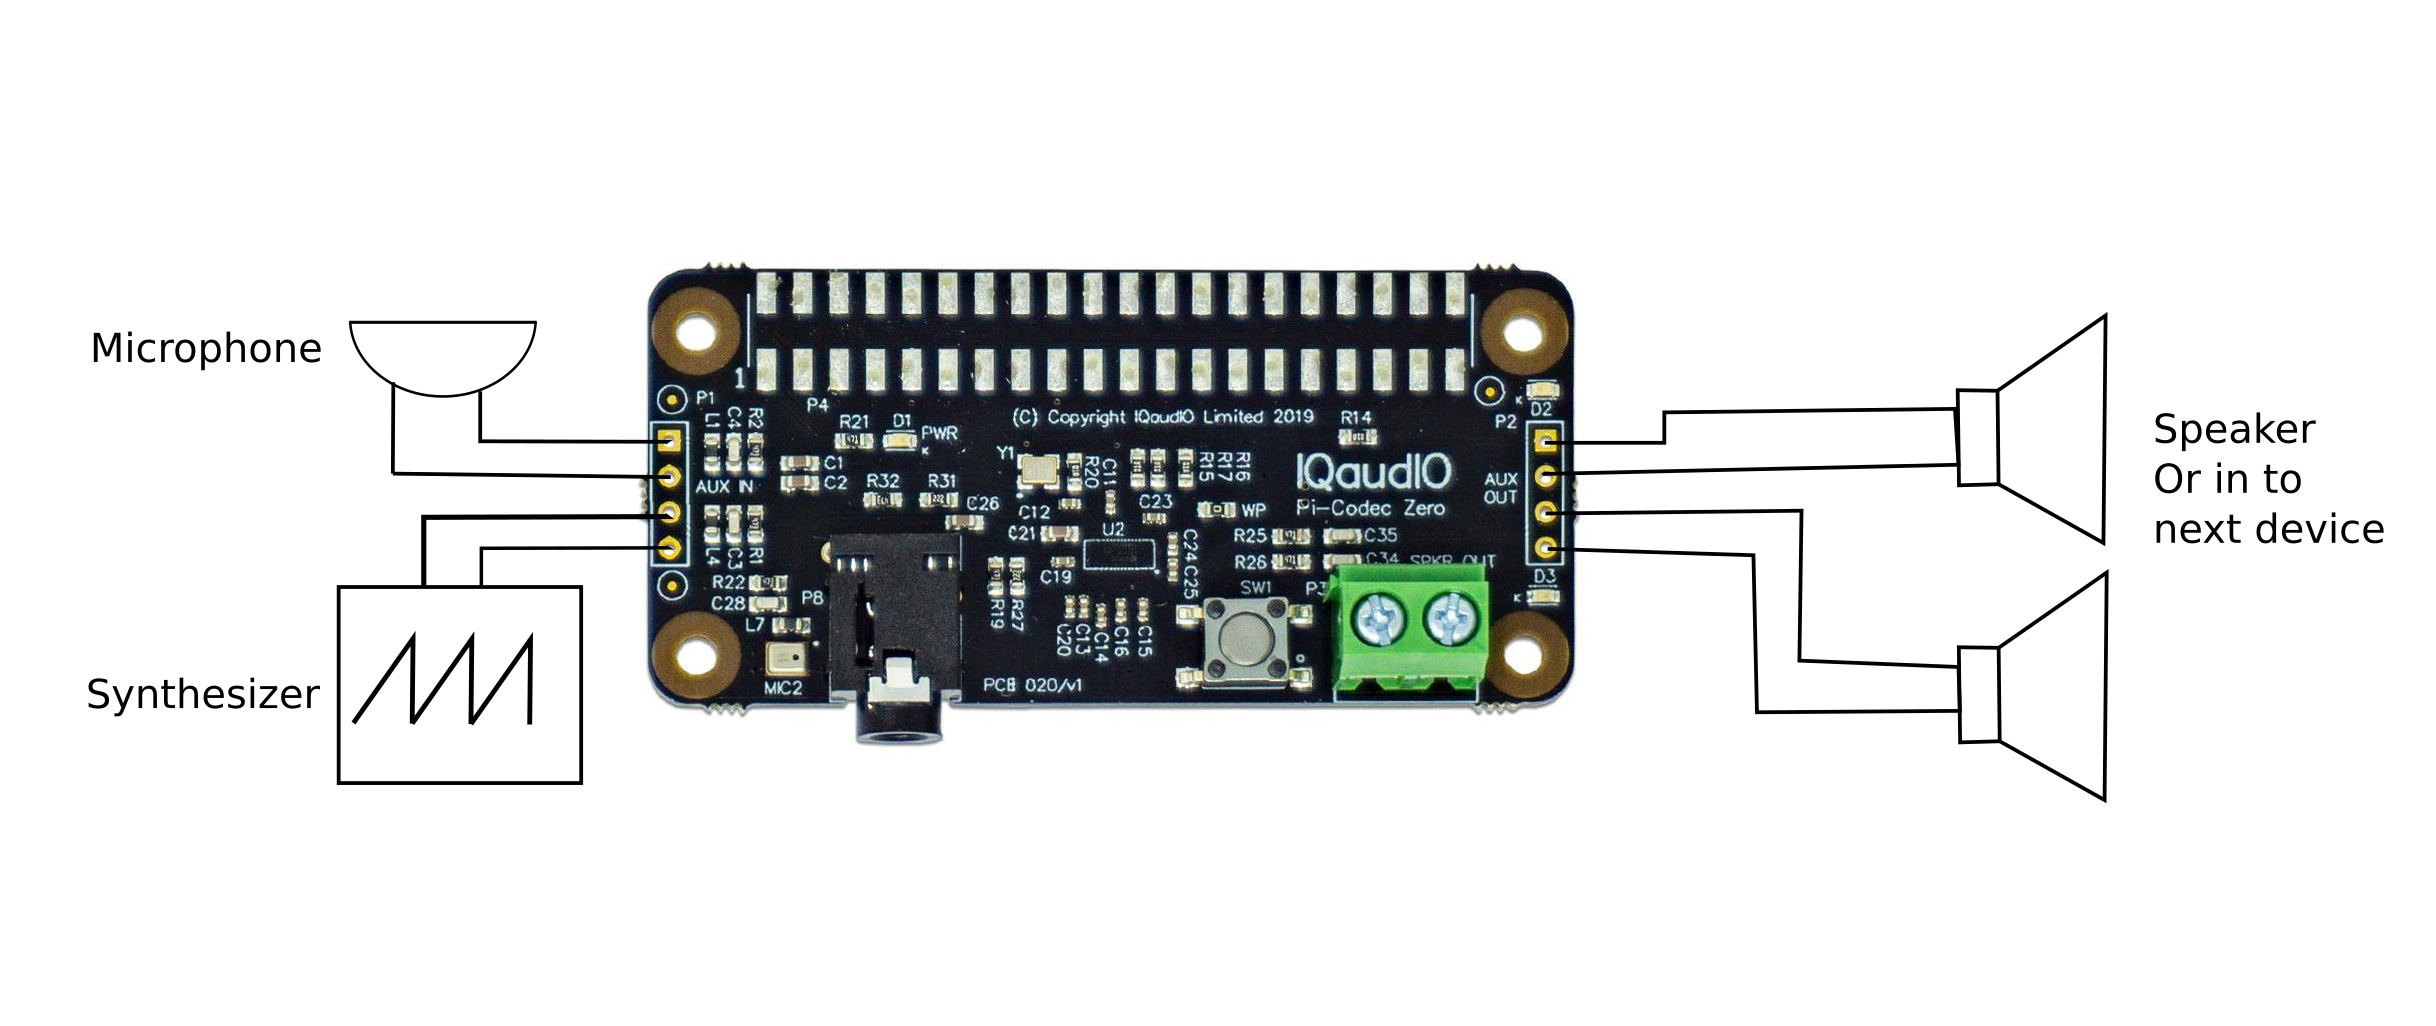 Microphone
Synthesizer
1
P1
L1
C4
R2
AUX IN
L4
C3
R1
R22
C28
L7
MIC2
P8
P4
R21
D1
PWR
K
C1
C2
R32
R31
C26
(C) Copyright IQaudIO Limited 2019
R14
Y1
R20
C11
C12
C21
C19
U2
C23
R15
R17
R16
WP
IQaudIO
Pi-Codec Zero
R25
C35
R26
C34
SPKR OUT
C24
C25
R19
R27
C20
C13
C14
C16
C15
SW1
P3
PCB 020/v1
P2
K
D2
AUX
OUT
D3
K
Speaker
Or in to
next device